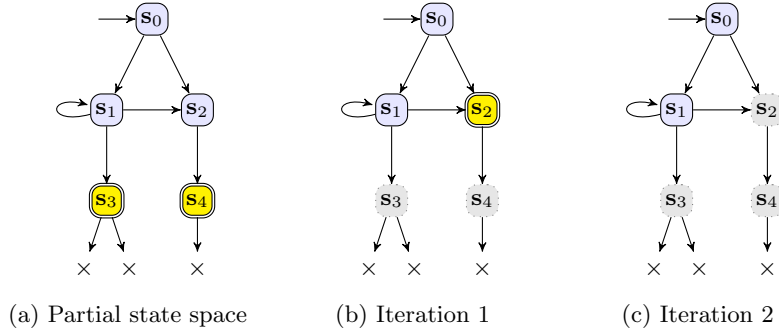 s0 s0 s0
s1 s2 s1 s2 s1 s2
s3 s4 s3 s4 s3 s4
× × × × × × × × ×
(a) Partial state space (b) Iteration 1 (c) Iteration 2